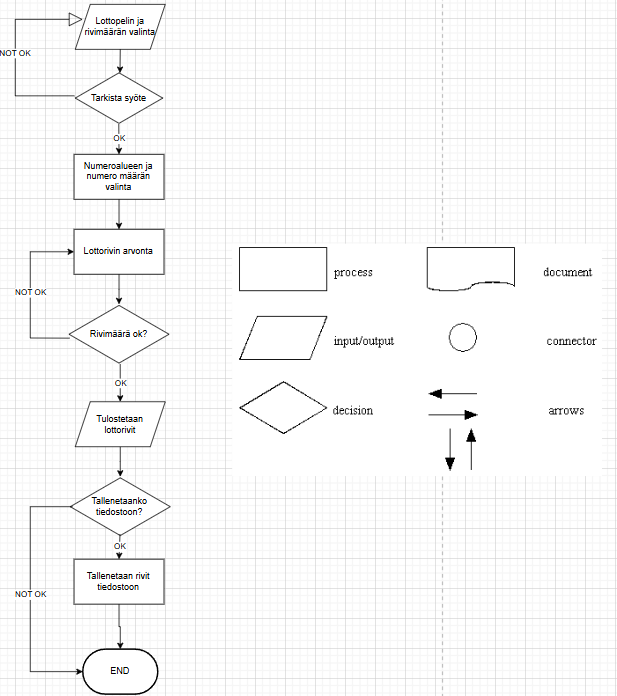 Lottopelin ja
rivimäärän valinta
NOT OK
Tarkista syöte
OK
Numeroalueen ja
numero määrän
valinta
Lottorivin arvonta
NOT OK
Rivimäärä ok?
OK
Tulostetaan
lottorivit
Tallenetaanko
tiedostoon?
OK
Tallenetaan rivit
tiedostoon
NOT OK
END
process
document
input/output
connector
decision
arrows